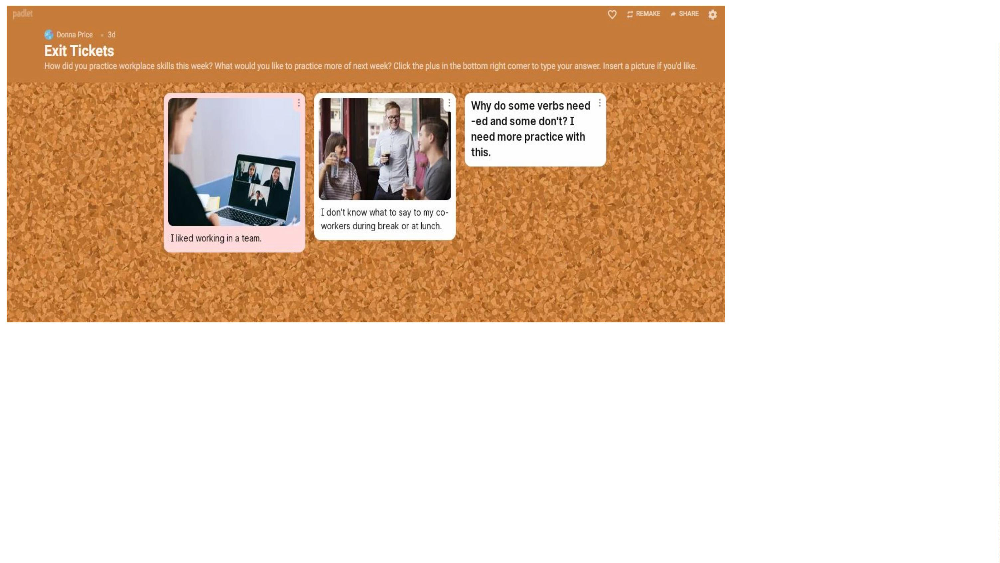 padlet
REMAKE SHARE
Donna Price • 3d
Exit Tickets
How did you practice workplace skills this week? What would you like to practice more of next week? Click the plus in the bottom right corner to type your answer. Insert a picture if you'd like.
I liked working in a team.
I don't know what to say to my co-
workers during break or at lunch.
Why do some verbs need
-ed and some don't? I
need more practice with
this.